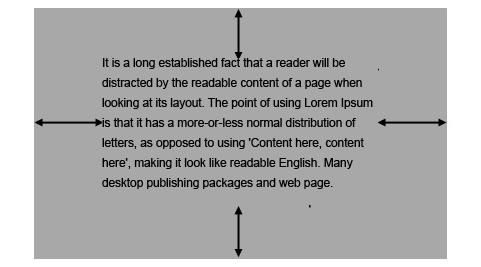 It is a long established fact that a reader will be
distracted by the readable content of a page when
looking at its layout. The point of using Lorem Ipsum
is that it has a more-or-less normal distribution of
letters, as opposed to using 'Content here, content
here', making it look like readable English. Many
desktop publishing packages and web page.